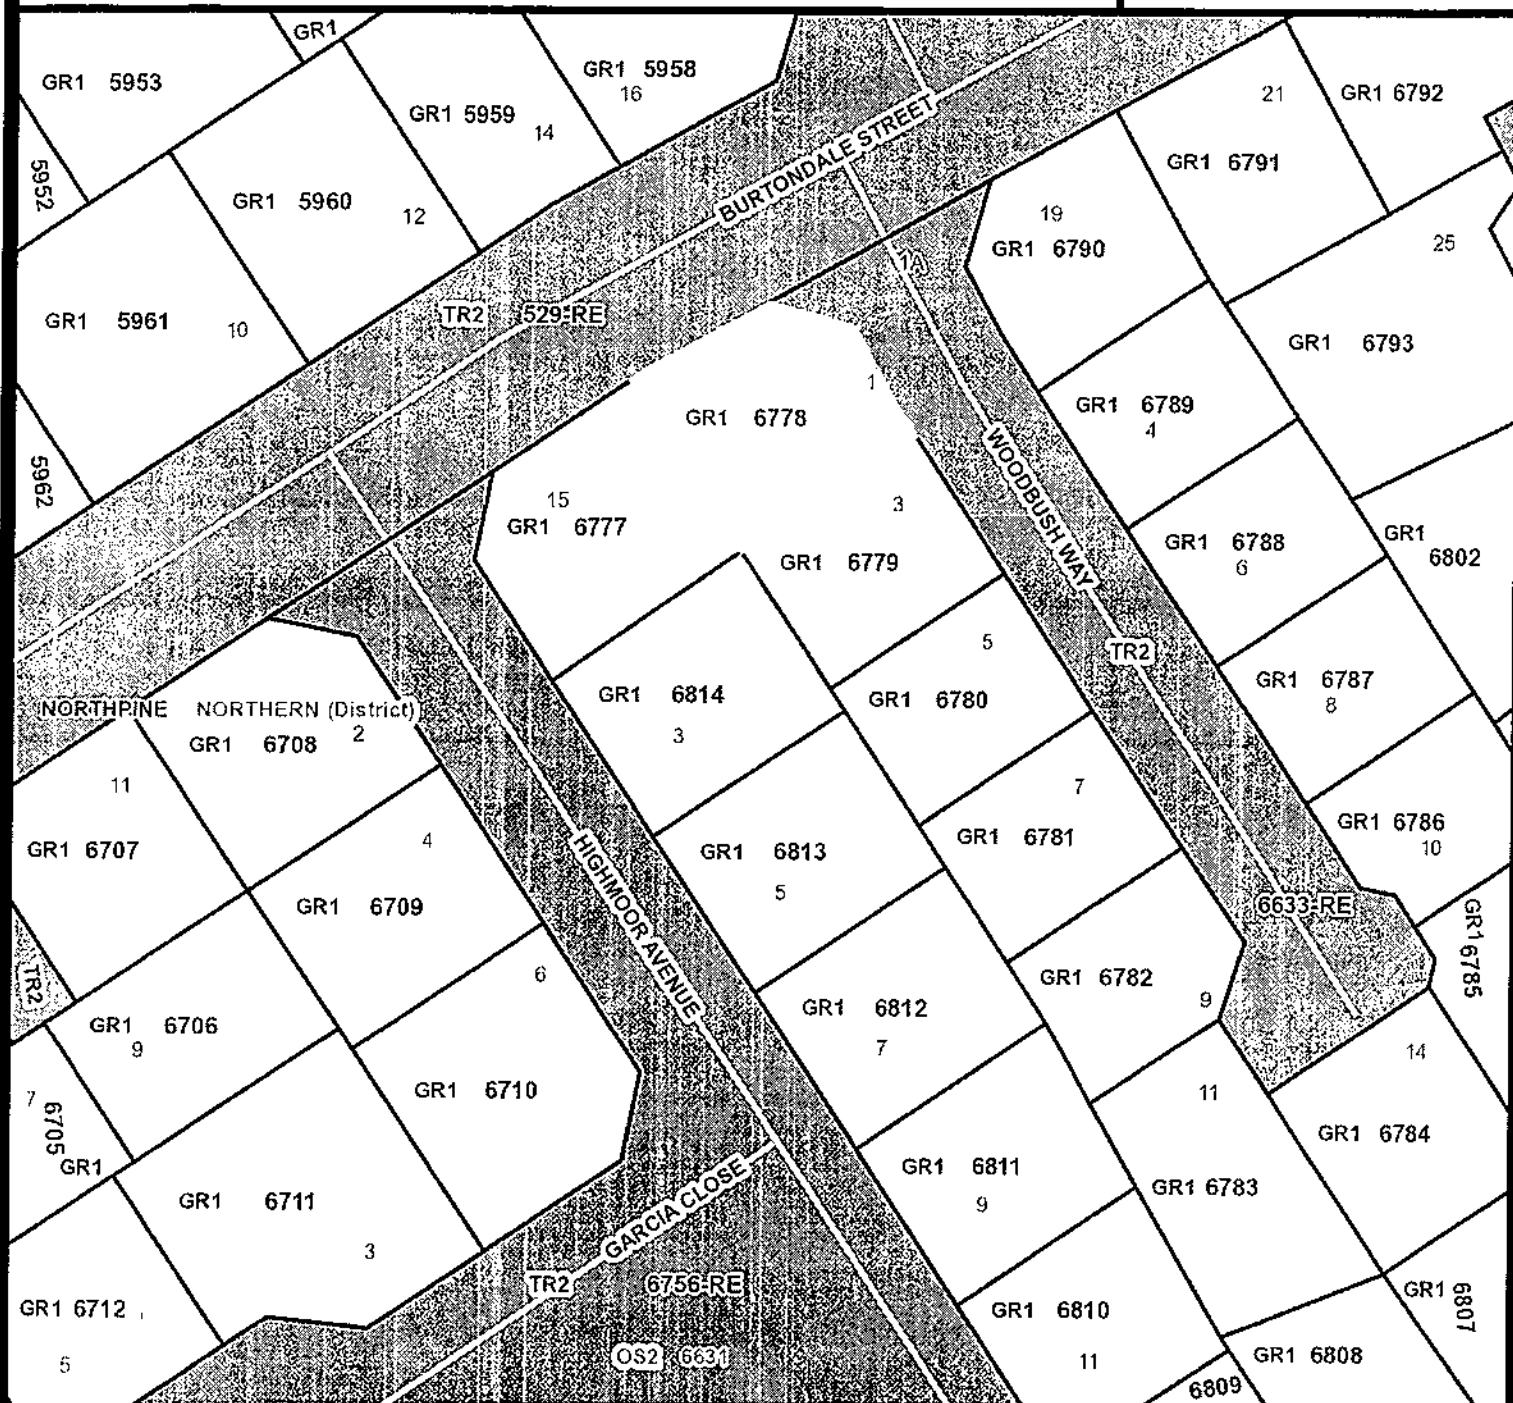 GR1
GR1 5953
GR1 5958
16
GR1 5959
14
21
GR1 6792
BURTONDALE STREET
GR1 6791
5952
GR1 5960
12
19
GR1 6790
25
1A
GR1 5961
10
TR2 529-RE
GR1 6793
1
GR1 6778
GR1 6789
4
WOODBUSH WAY
5962
15
GR1 6777
3
GR1 6779
GR1 6788
6
GR1
6802
5
TR2
GR1 6814
3
GR1 6780
GR1 6787
8
NORTHPINE NORTHERN (District)
GR1 6708
2
11
7
GR1 6707
4
GR1 6813
5
GR1 6781
GR1 6786
10
GR1 6709
HIGHMOOR AVENUE
6633-RE
GR1 6785
TR2
6
GR1 6782
9
GR1 6706
9
GR1 6812
7
14
7
6705
GR1
GR1 6710
11
GR1 6784
GR1 6811
9
GR1 6783
GR1 6711
3
GARCIA CLOSE
TR2
6756-RE
GR1 6712
5
GR1 6810
11
GR1 6807
OS2 6631
GR1 6808
6809